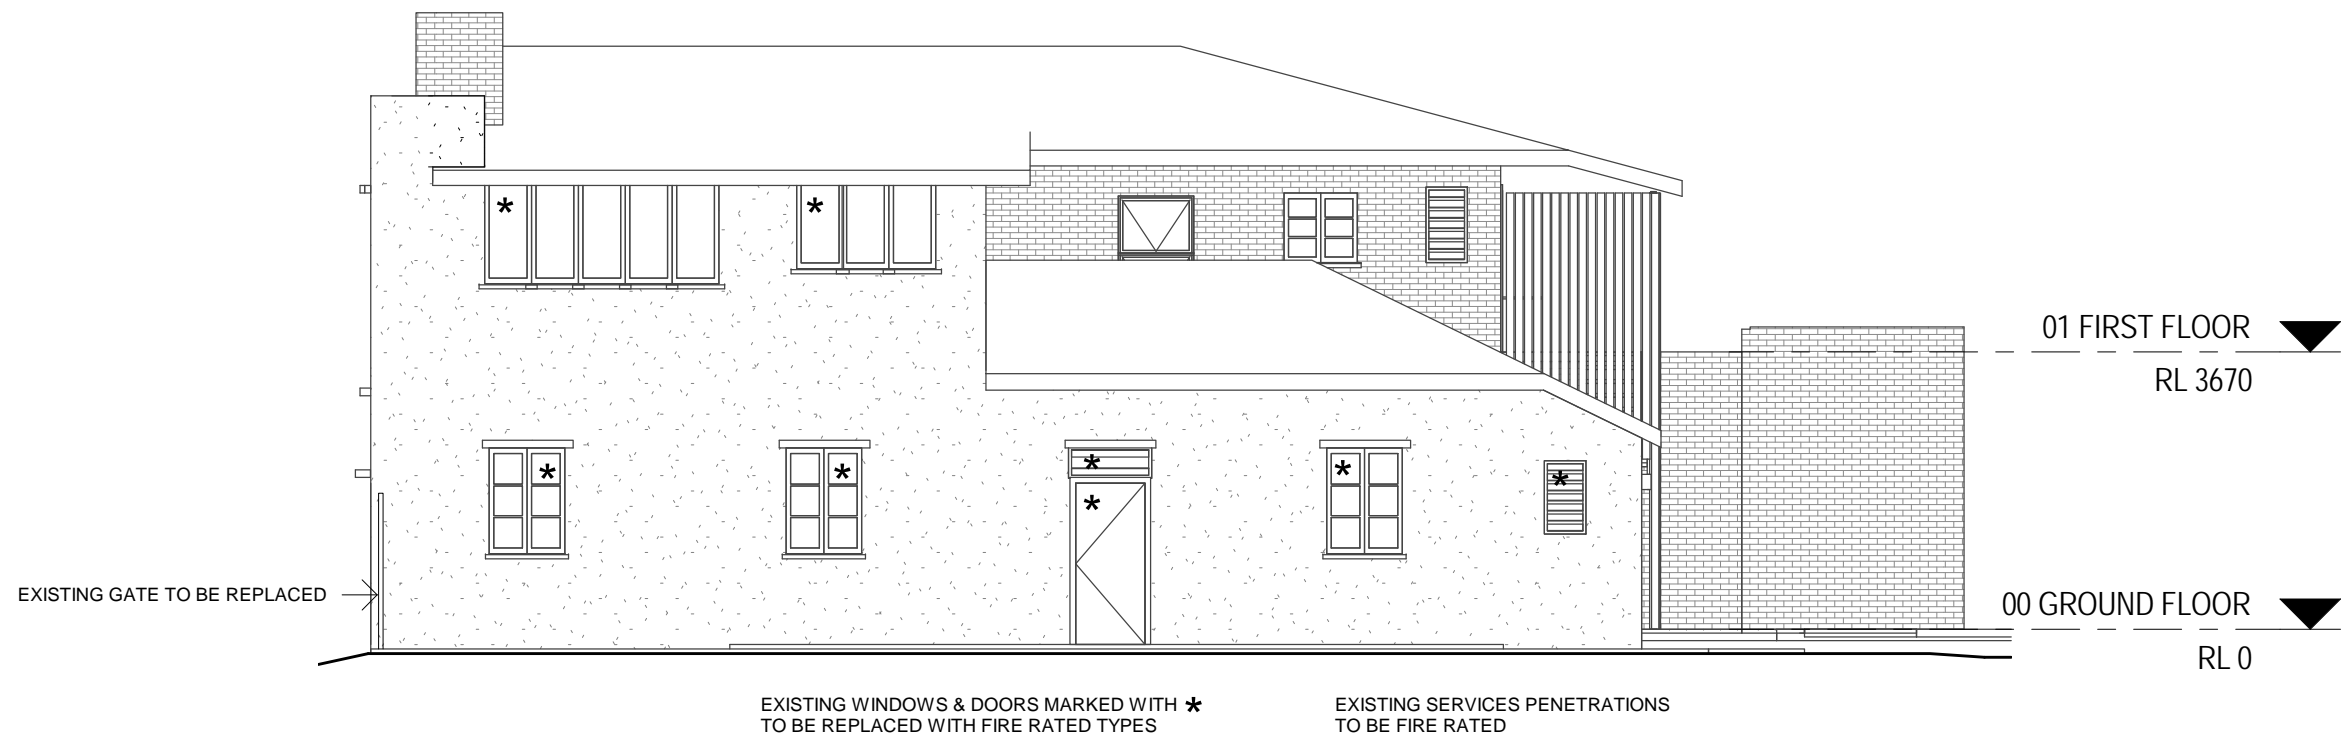 01 FIRST FLOOR
RL 3670
EXISTING GATE TO BE REPLACED
00 GROUND FLOOR
RL 0
EXISTING WINDOWS & DOORS MARKED WITH *
TO BE REPLACED WITH FIRE RATED TYPES
EXISTING SERVICES PENETRATIONS
TO BE FIRE RATED